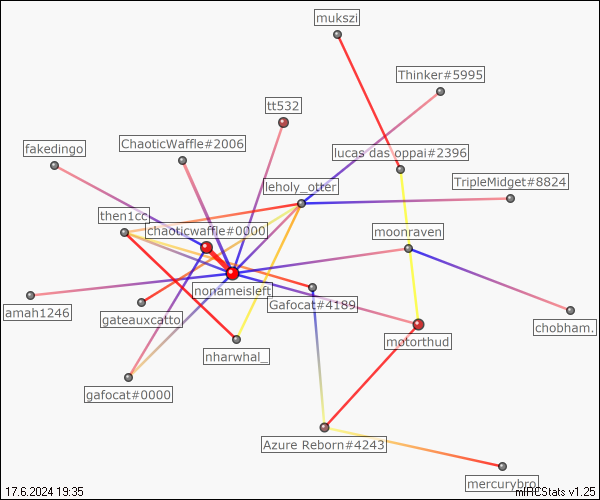 mukszi
Thinker#5995
tt532
ChaoticWaffle#2006
fakedingo
lucas das oppai#2396
leholy_otter
TripleMidget#8824
then1cc
chaoticwaffle#0000
moonraven
nonameisleft
Gafocat#4189
amah1246
gateauxcatto
chobham.
motorthud
nharwhal_
gafocat#0000
Azure Reborn#4243
mercurybro
17.6.2024 19:35
mIRCStats v1.25